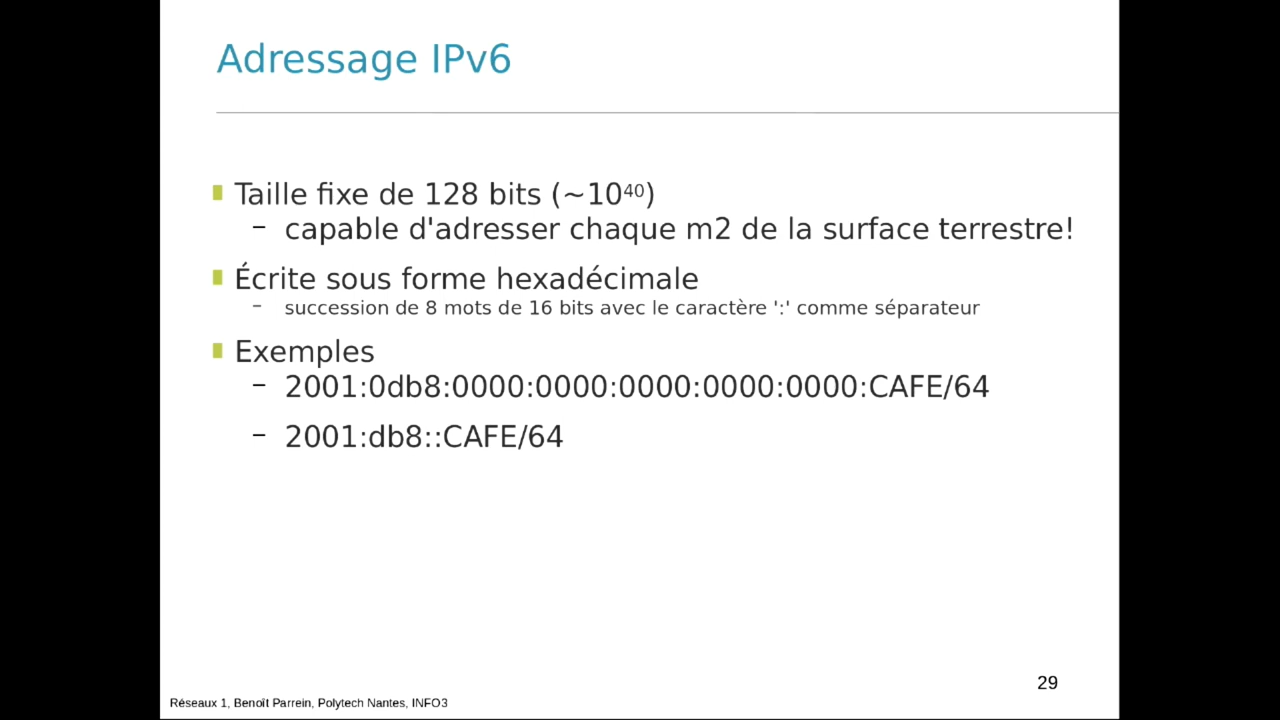 Adressage IPv6
Taille fixe de 128 bits (~10⁴⁰)
– capable d'adresser chaque m2 de la surface terrestre!
Écrite sous forme hexadécimale
– succession de 8 mots de 16 bits avec le caractère ':' comme séparateur
Exemples
– 2001:0db8:0000:0000:0000:0000:0000:CAFE/64
– 2001:db8::CAFE/64
29
Réseaux 1, Benoît Parrein, Polytech Nantes, INFO3